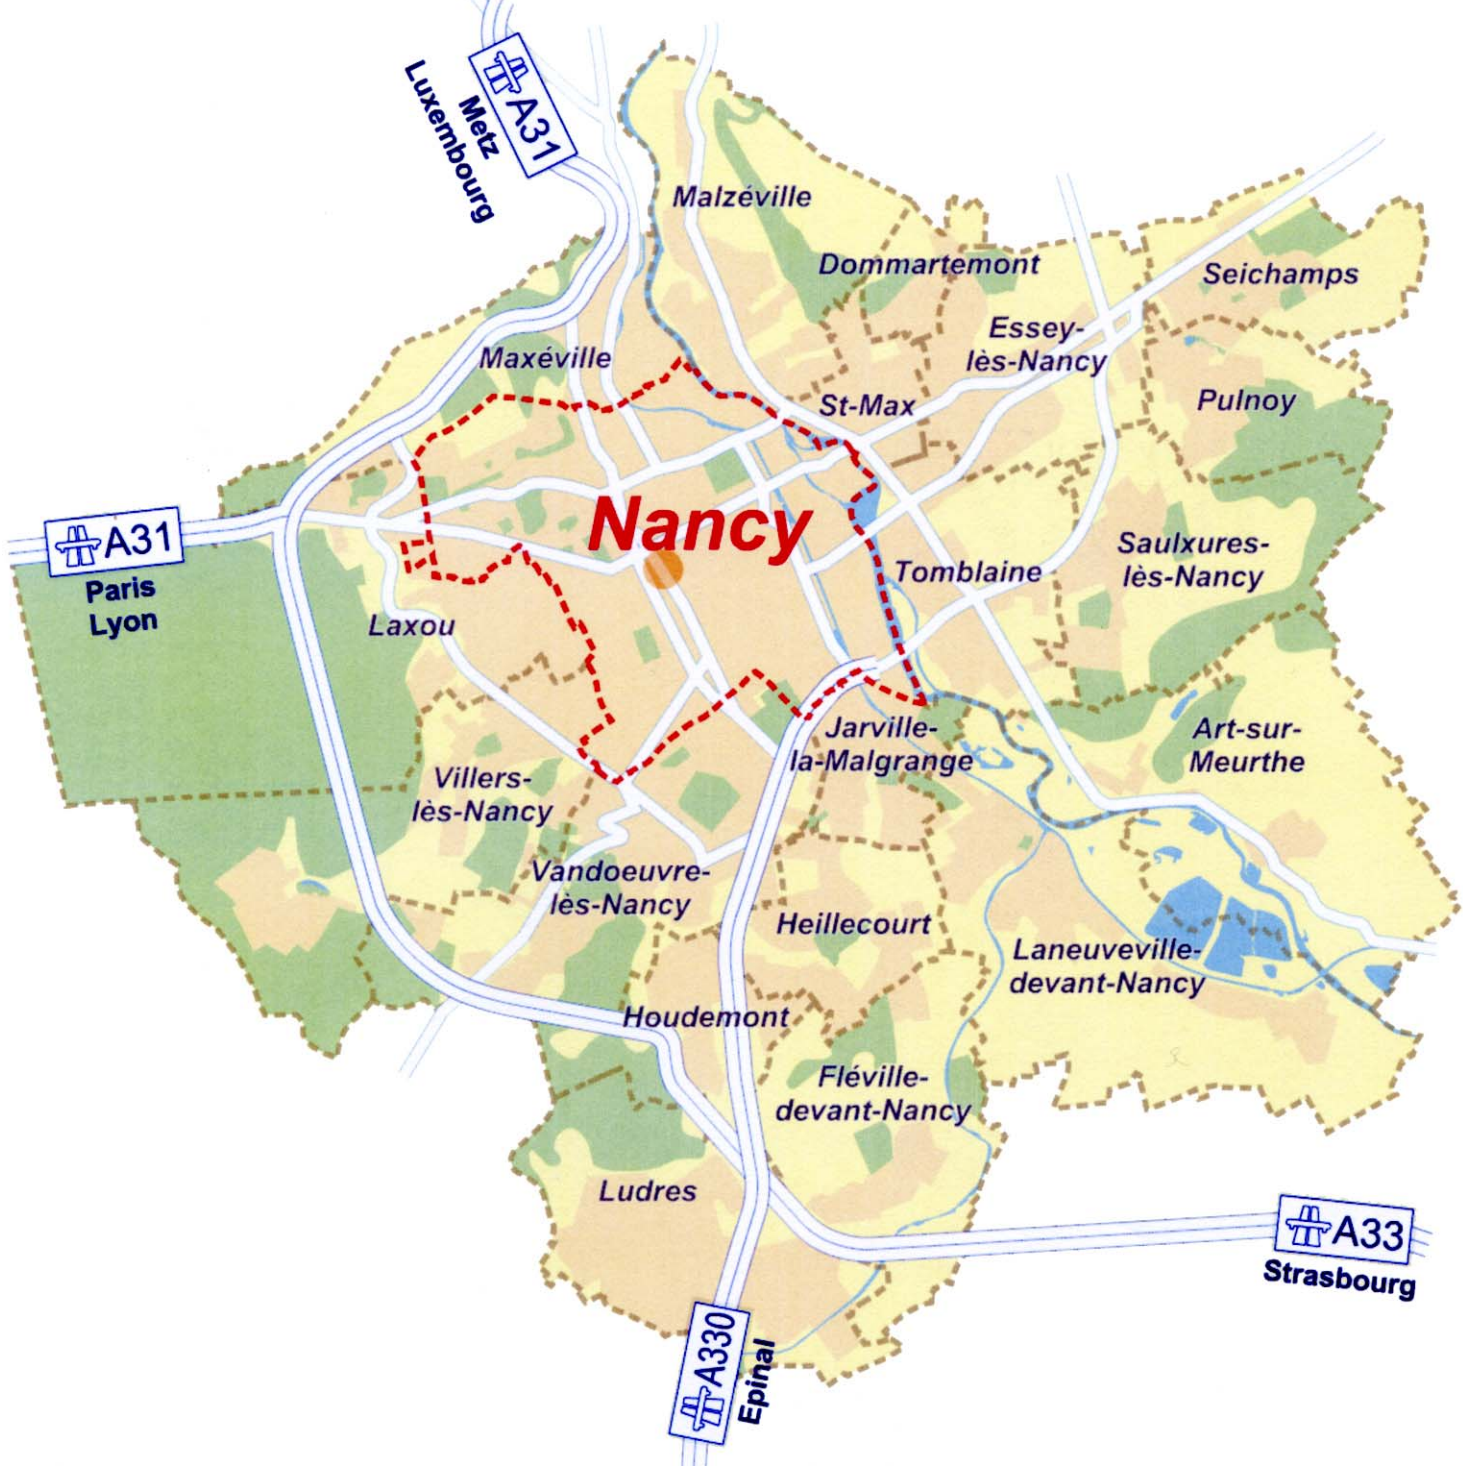 A31
Metz
Luxembourg
Malzéville
Dommartemont
Seichamps
Essey-
lès-Nancy
Maxéville
St-Max
Pulnoy
A31
Paris
Lyon
Nancy
Saulxures-
lès-Nancy
Tomblaine
Laxou
Jarville-
la-Malgrange
Art-sur-
Meurthe
Villers-
lès-Nancy
Vandoeuvre-
lès-Nancy
Heillecourt
Laneuveville-
devant-Nancy
Houdemont
Fléville-
devant-Nancy
Ludres
A33
Strasbourg
A330
Epinal